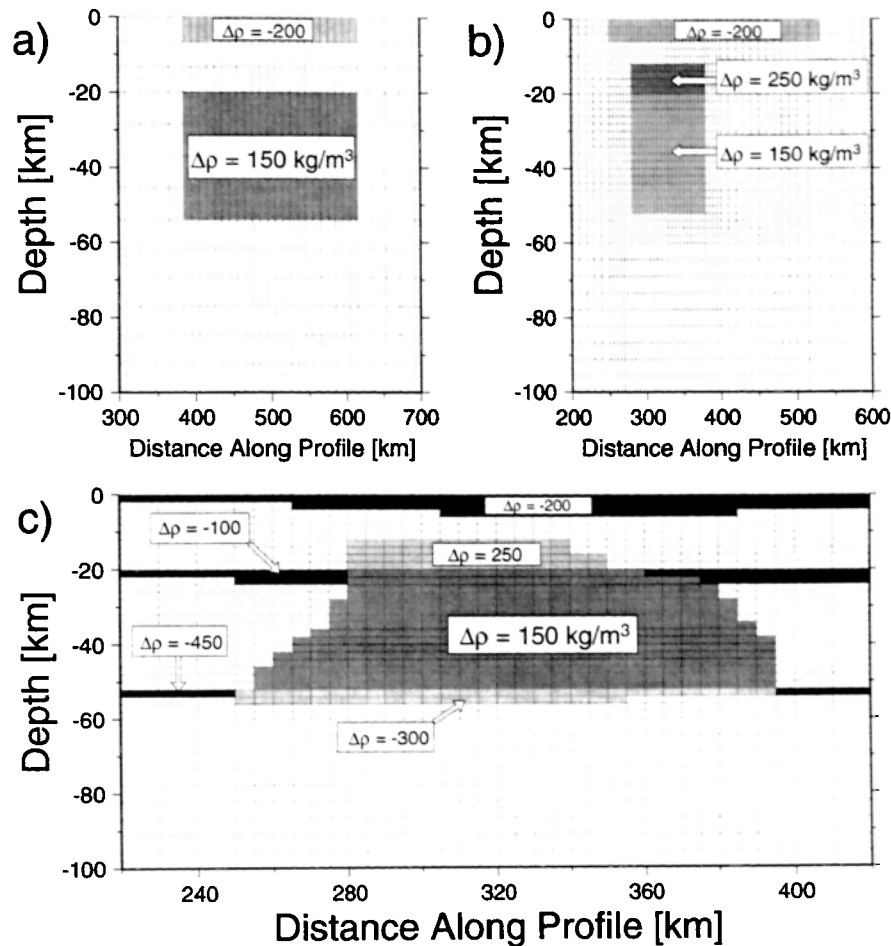 a)
Δρ = -200
Δρ = 150 kg/m³
0
-20
-40
-60
-80
-100
Depth [km]
300
400
500
600
700
Distance Along Profile [km]
b)
Δρ = -200
Δρ = 250 kg/m³
Δρ = 150 kg/m³
0
-20
-40
-60
-80
-100
Depth [km]
200
300
400
500
600
Distance Along Profile [km]
c)
Δρ = -200
Δρ = -100
Δρ = 250
Δρ = 150 kg/m³
Δρ = -450
Δρ = -300
0
-20
-40
-60
-80
-100
Depth [km]
240
280
320
360
400
Distance Along Profile [km]